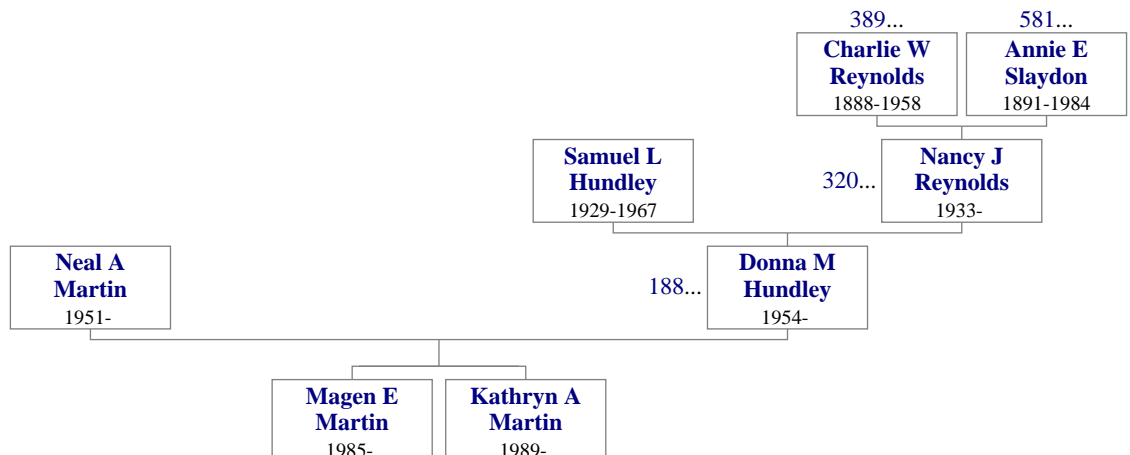 389... 581...
Charlie W Annie E
Reynolds Slaydon
1888-1958 1891-1984
Samuel L Nancy J
Hundley 320... Reynolds
1929-1967 1933-
Neal A Donna M
Martin 188... Hundley
1951- 1954-
Magen E Kathryn A
Martin Martin
1985- 1989-